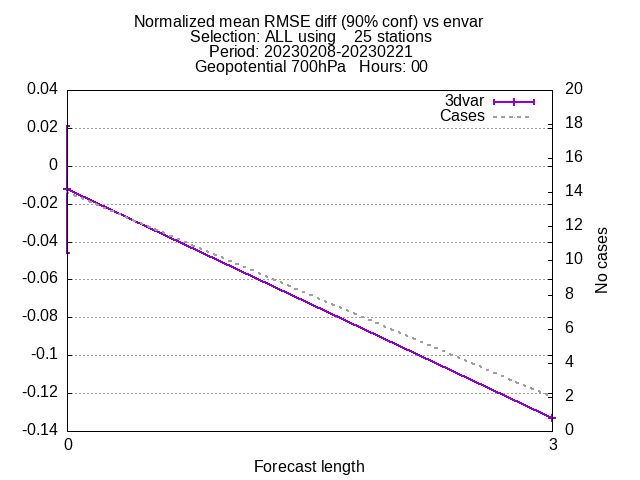 Normalized mean RMSE diff (90% conf) vs envar
Selection: ALL using    25 stations
Period: 20230208-20230221
Geopotential 700hPa   Hours: 00
3dvar
Cases
0.04
0.02
0
-0.02
-0.04
-0.06
-0.08
-0.1
-0.12
-0.14
20
18
16
14
12
10
8
6
4
2
0
No cases
0
3
Forecast length